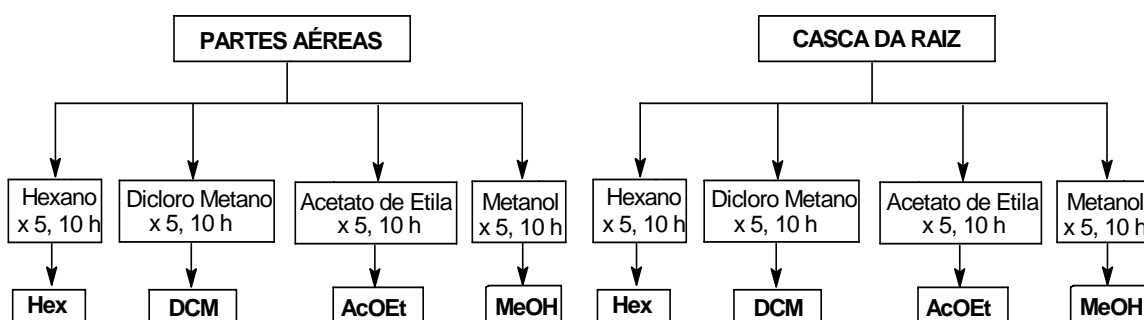 PARTES AÉREAS
CASCA DA RAIZ
Hexano
x 5, 10 h
Dicloro Metano
x 5, 10 h
Acetato de Etila
x 5, 10 h
Metanol
x 5, 10 h
Hexano
x 5, 10 h
Dicloro Metano
x 5, 10 h
Acetato de Etila
x 5, 10 h
Metanol
x 5, 10 h
Hex
DCM
AcOEt
MeOH
Hex
DCM
AcOEt
MeOH